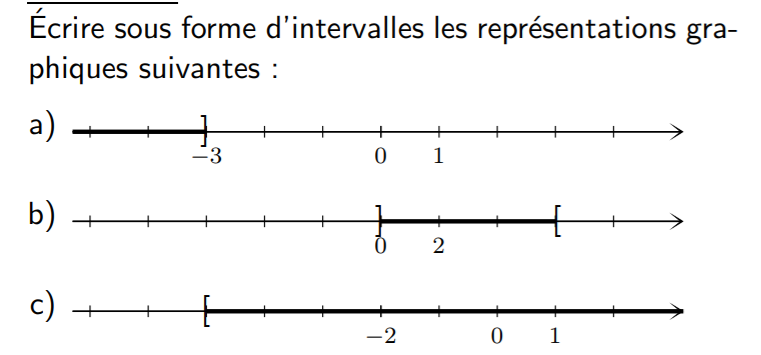 Écrire sous forme d'intervalles les représentations gra-
phiques suivantes :
a) ]
−3 0 1
b) ] [
0 2
c) [
−2 0 1